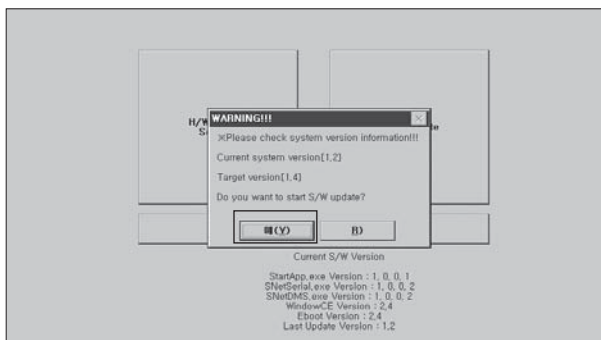 H/W
S
te
WARNING!!!
※Please check system version information!!!
Current system version[1,2]
Target version[1,4]
Do you want to start S/W update?
예(Y)
B)
Current S/W Version
StartApp,exe Version : 1, 0, 0, 1
SNetSerial,exe Version : 1, 0, 0, 2
SNetDMS,exe Version : 1, 0, 0, 2
WindowCE Version : 2,4
Eboot Version : 2,4
Last Update Version : 1,2